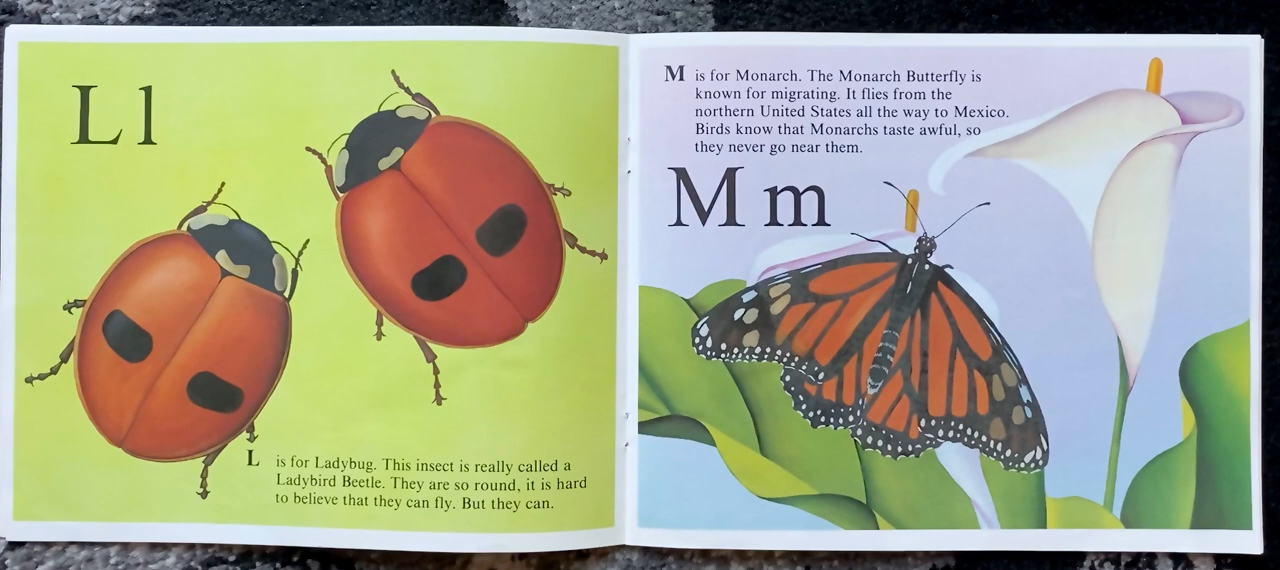 L l
L is for Ladybug. This insect is really called a
Ladybird Beetle. They are so round, it is hard
to believe that they can fly. But they can.
M is for Monarch. The Monarch Butterfly is
known for migrating. It flies from the
northern United States all the way to Mexico.
Birds know that Monarchs taste awful, so
they never go near them.
M m